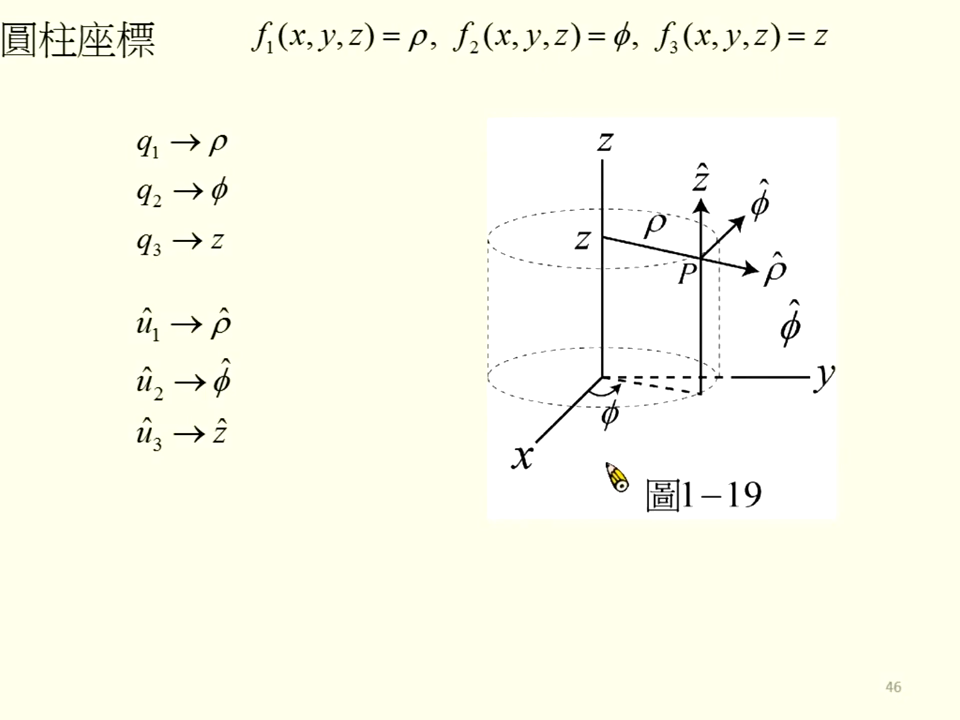 圓柱座標 f₁(x, y, z) = ρ, f₂(x, y, z) = ϕ, f₃(x, y, z) = z
q₁ → ρ
q₂ → ϕ
q₃ → z
û₁ → ρ̂
û₂ → ϕ̂
û₃ → ẑ
z
ẑ
ϕ̂
ρ
z
P
ρ̂
ϕ̂
y
ϕ
x
圖1−19
46